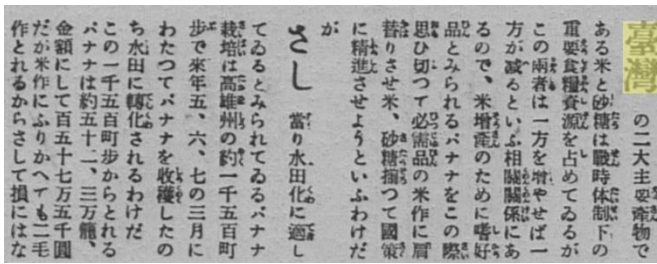 臺灣の二大主要產物で
ある米と砂糖は戰時体制下の
重要食糧資源を占めてゐるが
この兩者は一方を增やせば一
方が減るといふ相關關係にあ
るので、米增產のために嗜好
品とみられるバナナをこの際
思ひ切つて必需品の米作に肩
替りさせ米、砂糖揃つて國策
に精進させようといふわけだ
が
さし當り水田化に適し
てゐるとみられてゐるバナナ
栽培は高雄州の約一千五百町
步で來年五、六、七の三月に
わたつてバナナを收穫したの
ち水田に轉化されるわけだ
この一千五百町步からとれる
バナナは約五十二、三万籠、
金額にして百五十七万五千圓
だが米作にふりかへても二毛
作とれるからさして損にはな